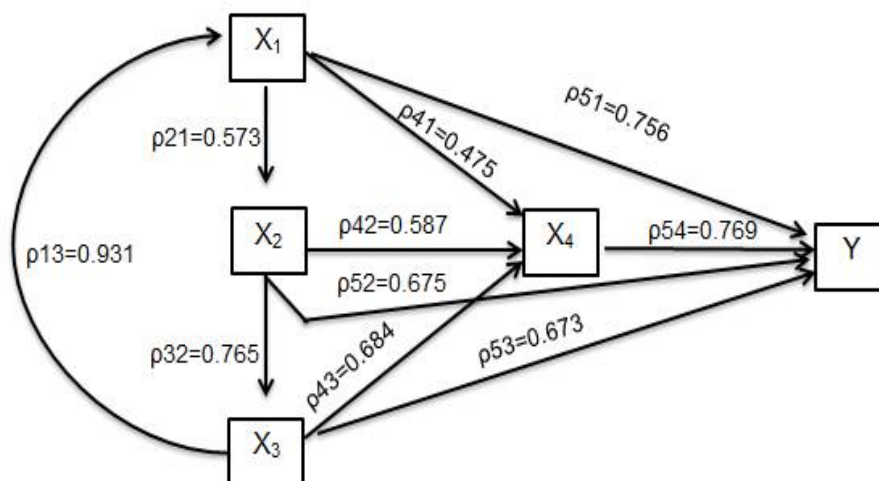 X₁
ρ51=0.756
ρ41=0.475
ρ21=0.573
X₂
ρ42=0.587
X₄
ρ54=0.769
Y
ρ13=0.931
ρ52=0.675
ρ32=0.765
ρ43=0.684
ρ53=0.673
X₃